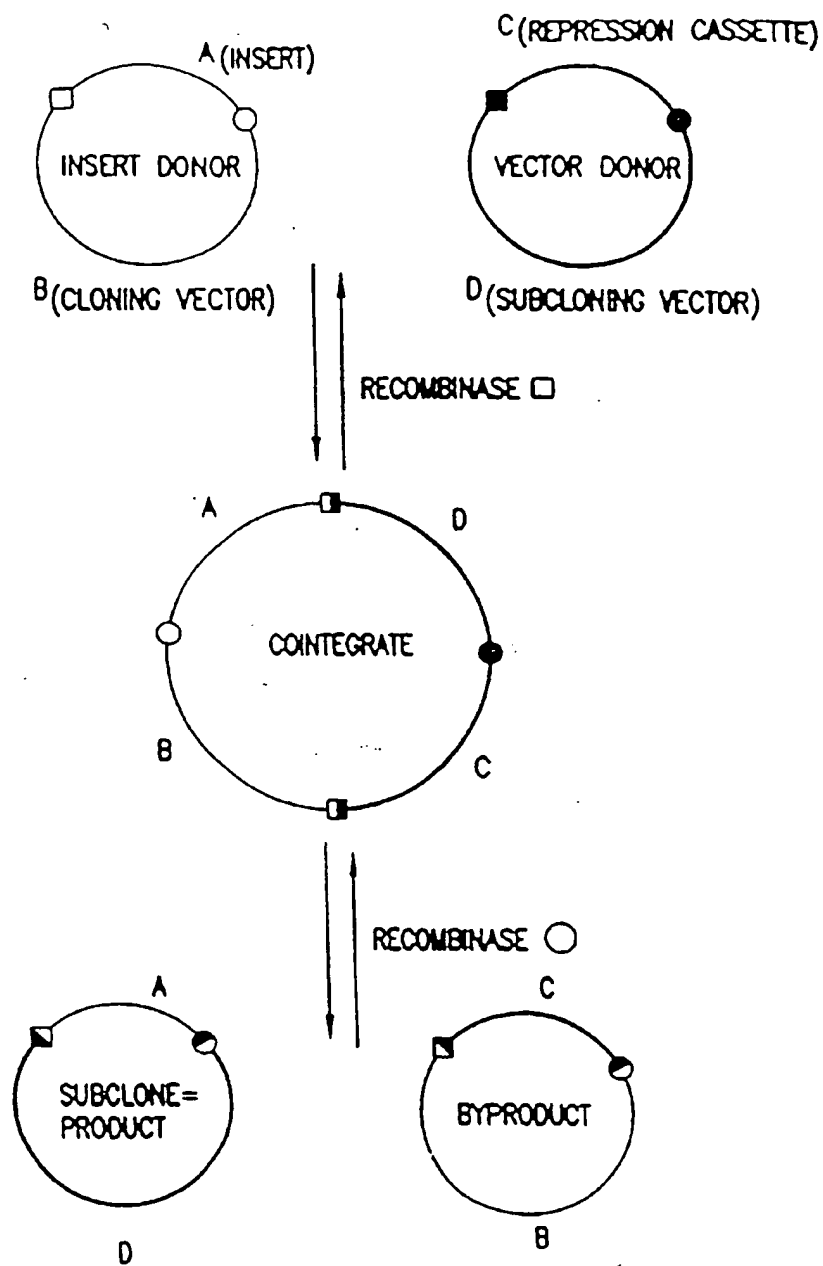 A (INSERT)
C (REPRESSION CASSETTE)
INSERT DONOR
VECTOR DONOR
B (CLONING VECTOR)
D (SUBCLONING VECTOR)
RECOMBINASE
A
D
COINTEGRATE
B
C
RECOMBINASE
A
C
SUBCLONE=
PRODUCT
BYPRODUCT
D
B